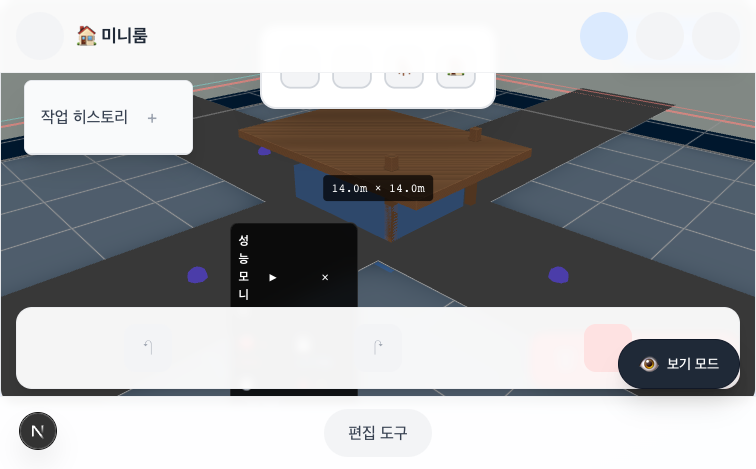 🏠 미니룸
작업 히스토리 +
14.0m × 14.0m
성
능
모
니
▶ ×
보기 모드
편집 도구
N